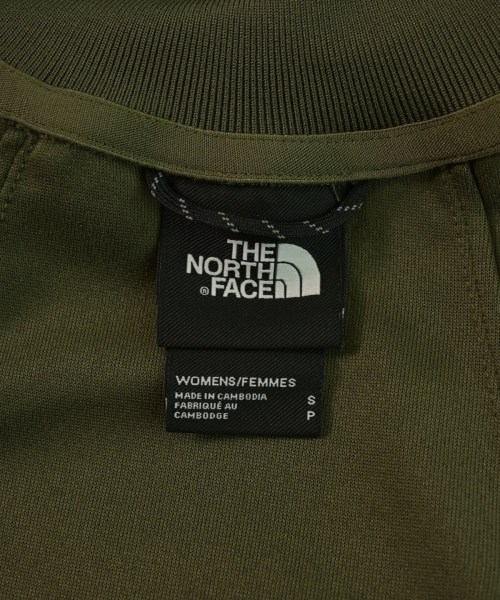 THE
NORTH
®FACE
WOMENS/FEMMES
MADE IN CAMBODIA S
FABRIQUÉ AU
CAMBODGE P